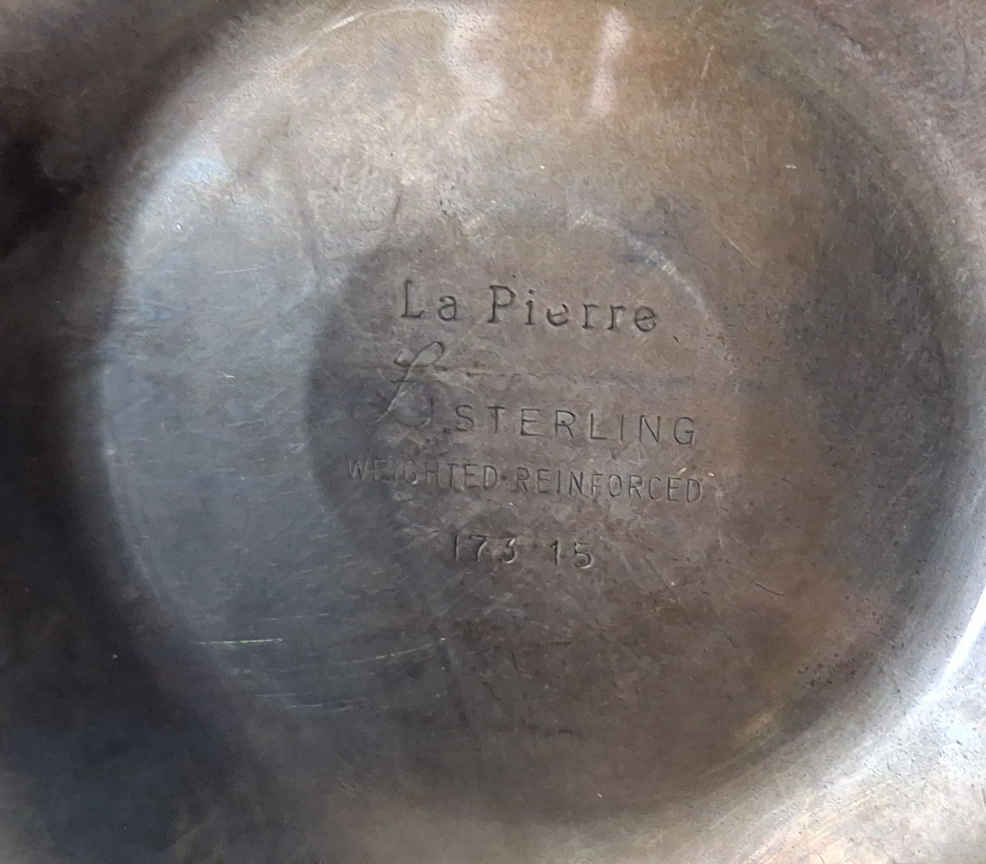 La Pierre
STERLING
WEIGHTED-REINFORCED
173 15